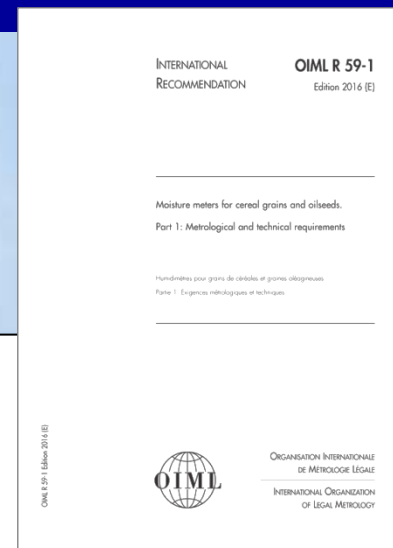 INTERNATIONAL
RECOMMENDATION
OIML R 59-1
Edition 2016 (E)
Moisture meters for cereal grains and oilseeds.
Part 1: Metrological and technical requirements
Humidimètres pour grains de céréales et graines oléagineuses
Partie 1: Exigences métrologiques et techniques
OIML R 59-1 Edition 2016 (E)
OIML
ORGANISATION INTERNATIONALE
DE MÉTROLOGIE LÉGALE
INTERNATIONAL ORGANIZATION
OF LEGAL METROLOGY